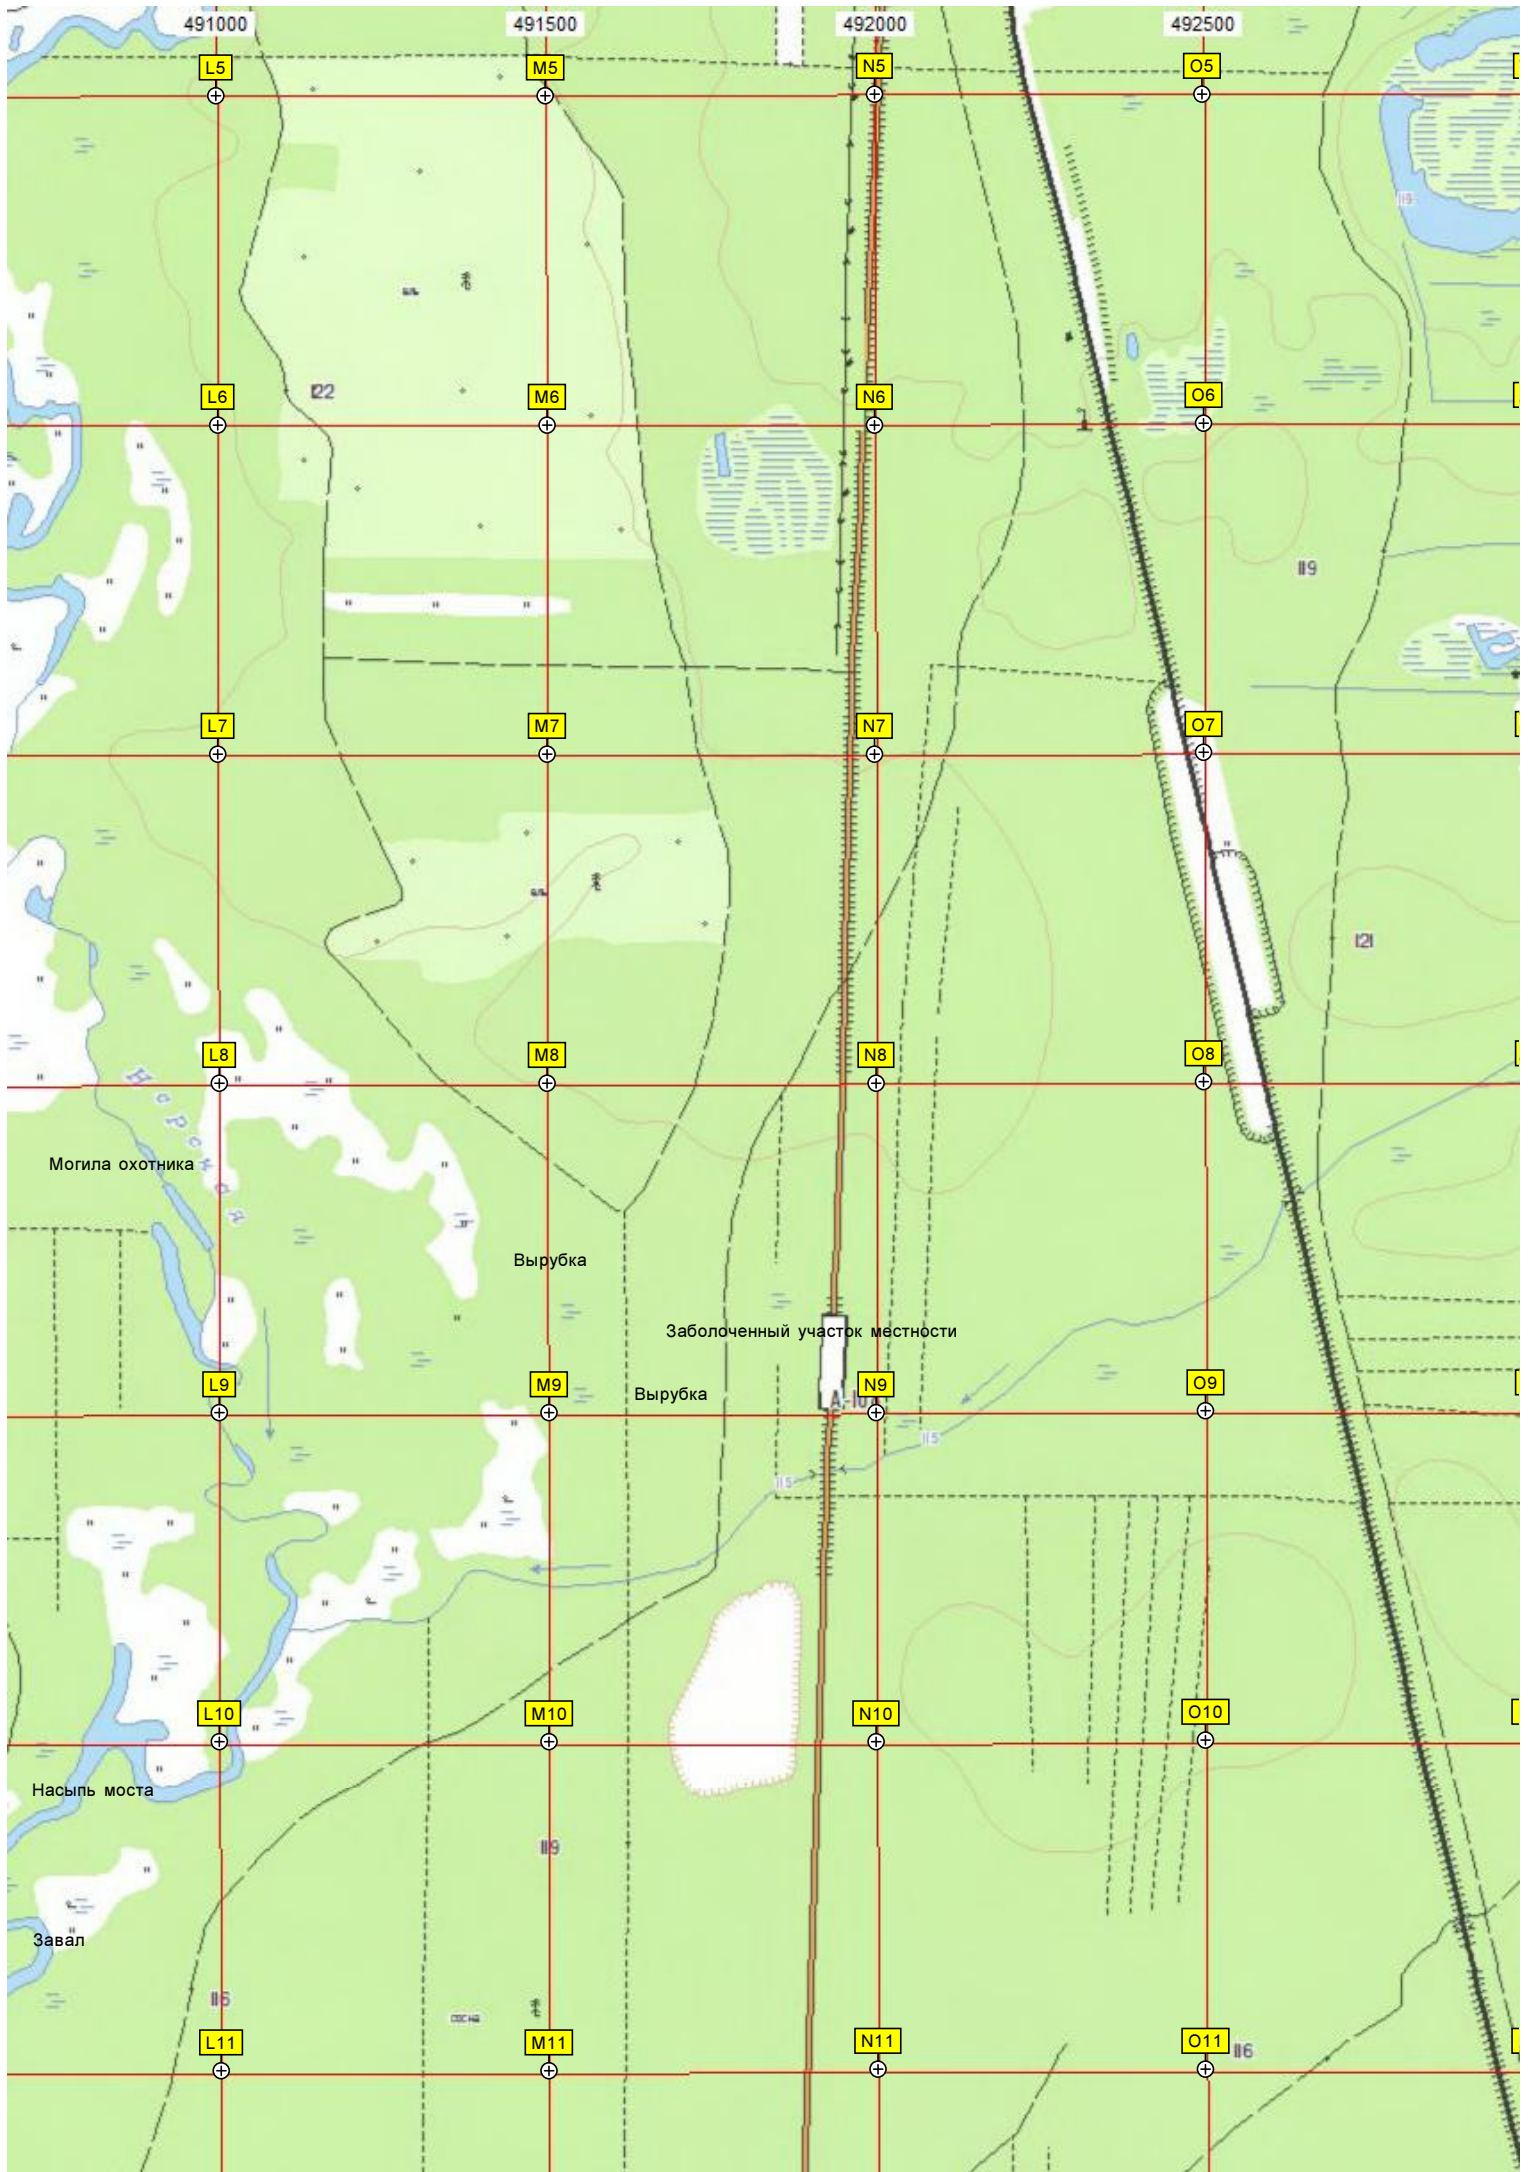 491000 491500 492000 492500
L5 M5 N5 O5
119
122
L6 M6 N6 O6
119
L7 M7 N7 O7
121
L8 M8 N8 O8
Могила охотника
Вырубка
Заболоченный участок местности
L9 M9 N9 O9
Вырубка
115
115
L10 M10 N10 O10
Насыпь моста
119
Завал
116
сосна
L11 M11 N11 O11
116